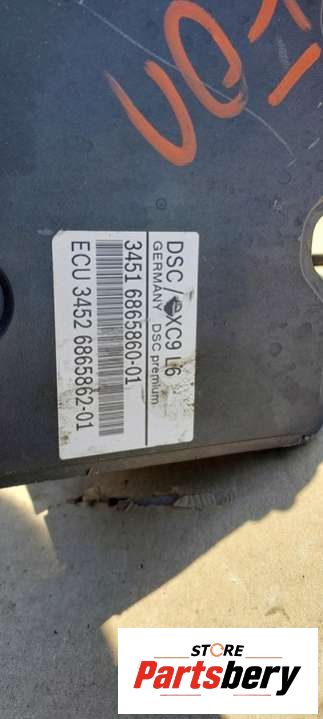 DSC/ XC9 L6
GERMANY DSC premium
3451 6865860-01
ECU 3452 6865862-01
STORE
Partsbery